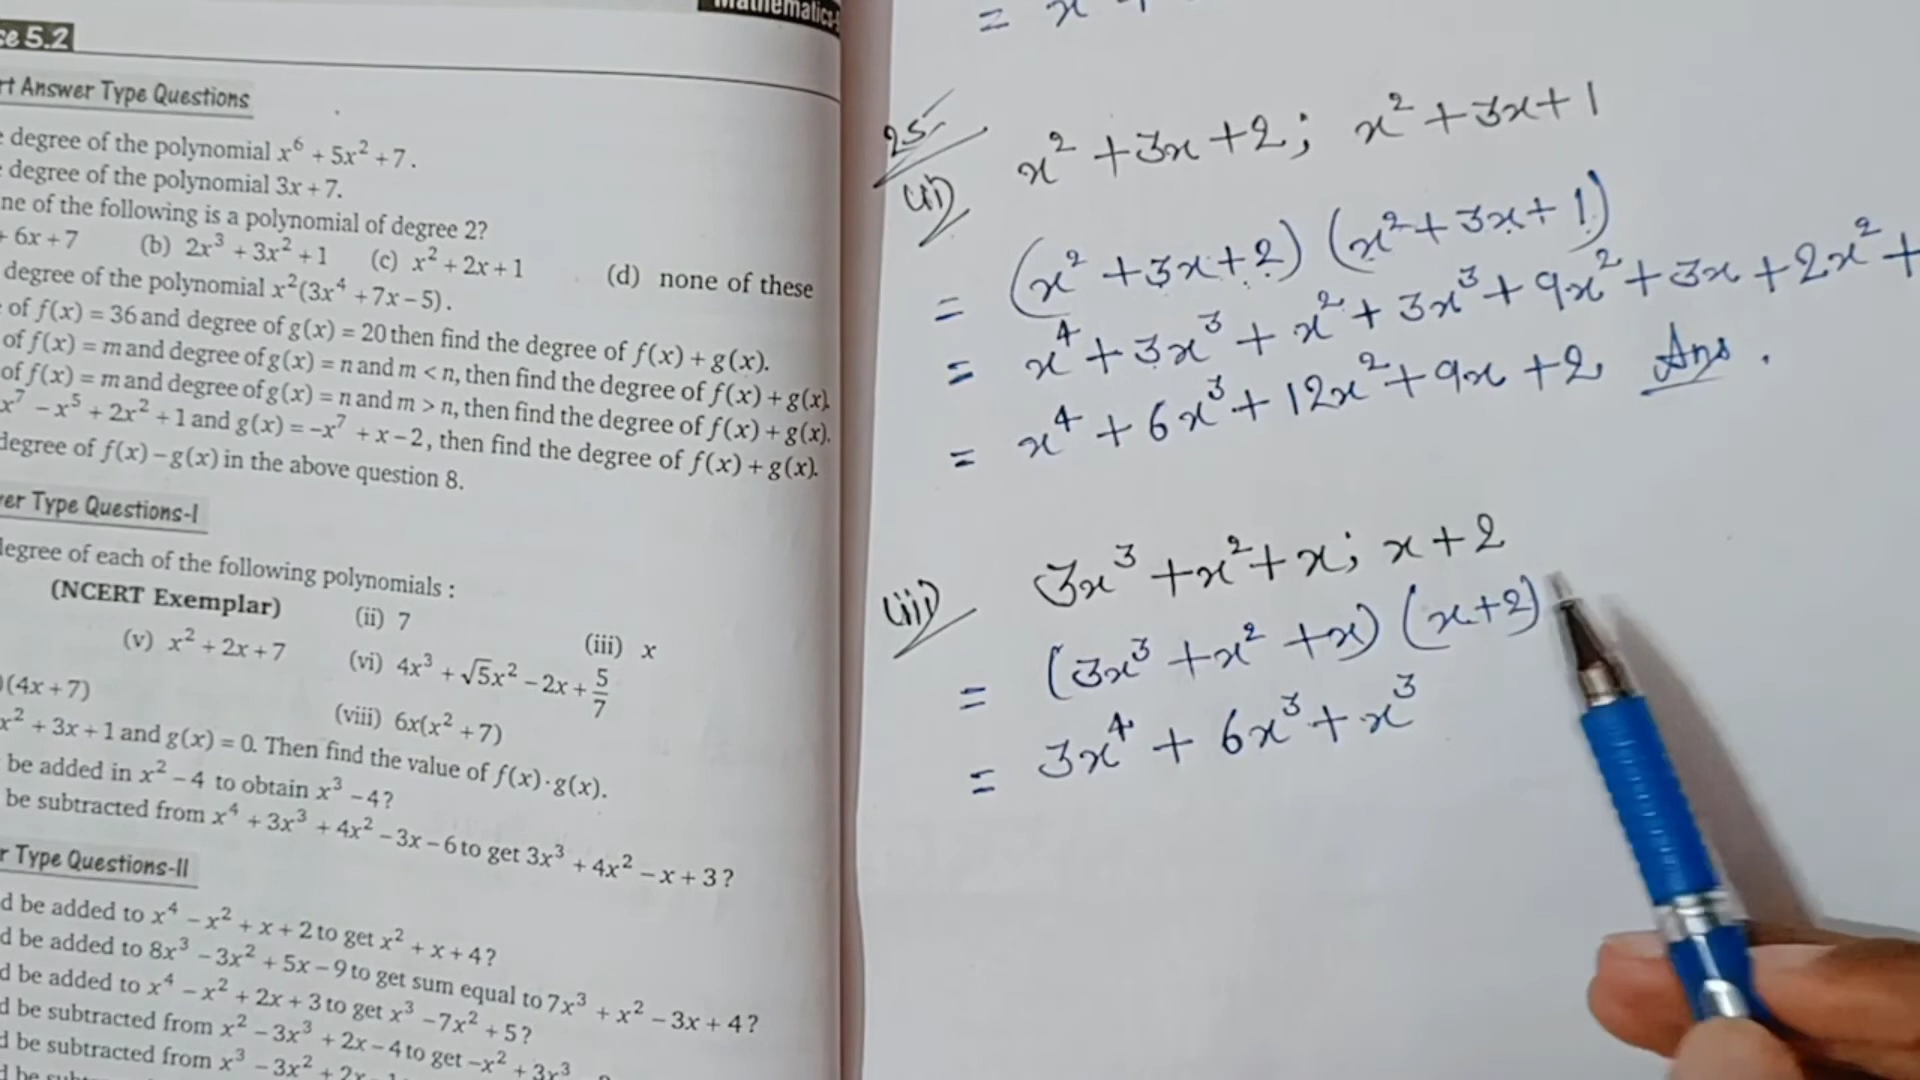 Mathematics-
se 5.2
rt Answer Type Questions
degree of the polynomial x⁶ + 5x² + 7.
degree of the polynomial 3x + 7.
ne of the following is a polynomial of degree 2?
+ 6x + 7 (b) 2x³ + 3x² + 1 (c) x² + 2x + 1 (d) none of these
degree of the polynomial x²(3x⁴ + 7x – 5).
of f(x) = 36 and degree of g(x) = 20 then find the degree of f(x) + g(x).
of f(x) = m and degree of g(x) = n and m < n, then find the degree of f(x) + g(x).
of f(x) = m and degree of g(x) = n and m > n, then find the degree of f(x) + g(x).
x⁷ – x⁵ + 2x² + 1 and g(x) = –x⁷ + x – 2, then find the degree of f(x) + g(x).
degree of f(x) – g(x) in the above question 8.
er Type Questions-I
degree of each of the following polynomials :
(NCERT Exemplar) (ii) 7 (iii) x
(v) x² + 2x + 7 (vi) 4x³ + √5x² – 2x + 5/7
)(4x + 7) (viii) 6x(x² + 7)
x² + 3x + 1 and g(x) = 0. Then find the value of f(x)·g(x).
be added in x² – 4 to obtain x³ – 4?
be subtracted from x⁴ + 3x³ + 4x² – 3x – 6 to get 3x³ + 4x² – x + 3?
r Type Questions-II
d be added to x⁴ – x² + x + 2 to get x² + x + 4?
d be added to 8x³ – 3x² + 5x – 9 to get sum equal to 7x³ + x² – 3x + 4?
d be added to x⁴ – x² + 2x + 3 to get x³ – 7x² + 5?
d be subtracted from x² – 3x³ + 2x – 4 to get –x² + 3x³
d be subtracted from x³ – 3x² + 2x
= x
25
(ii) x² + 3x + 2; x² + 3x + 1
= (x² + 3x + 2) (x² + 3x + 1)
= x⁴ + 3x³ + x² + 3x³ + 9x² + 3x + 2x² +
= x⁴ + 6x³ + 12x² + 9x + 2 Ans.
(iii) 3x³ + x² + x; x + 2
= (3x³ + x² + x) (x + 2)
= 3x⁴ + 6x³ + x³